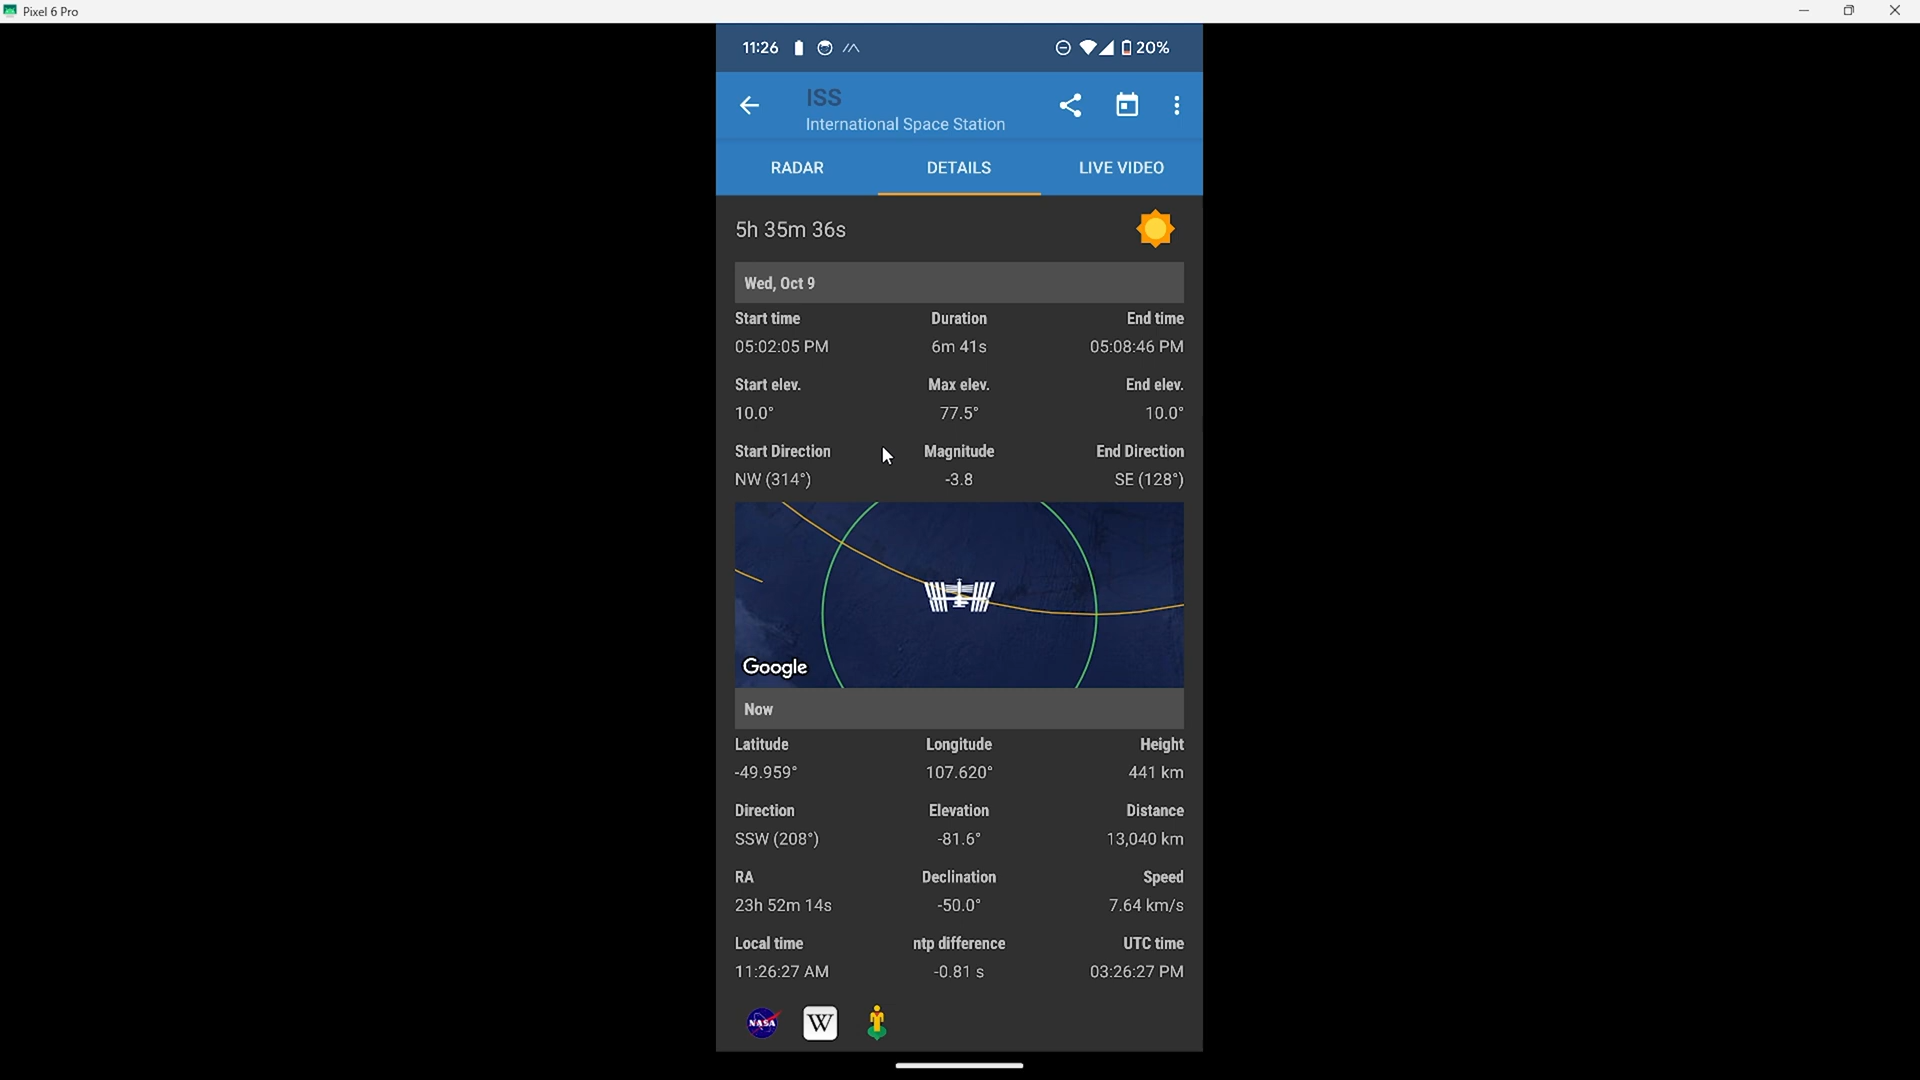 Pixel 6 Pro
11:26 20%
ISS
International Space Station
RADAR DETAILS LIVE VIDEO
5h 35m 36s
Wed, Oct 9
Start time Duration End time
05:02:05 PM 6m 41s 05:08:46 PM
Start elev. Max elev. End elev.
10.0° 77.5° 10.0°
Start Direction Magnitude End Direction
NW (314°) -3.8 SE (128°)
Google
Now
Latitude Longitude Height
-49.959° 107.620° 441 km
Direction Elevation Distance
SSW (208°) -81.6° 13,040 km
RA Declination Speed
23h 52m 14s -50.0° 7.64 km/s
Local time ntp difference UTC time
11:26:27 AM -0.81 s 03:26:27 PM
NASA W